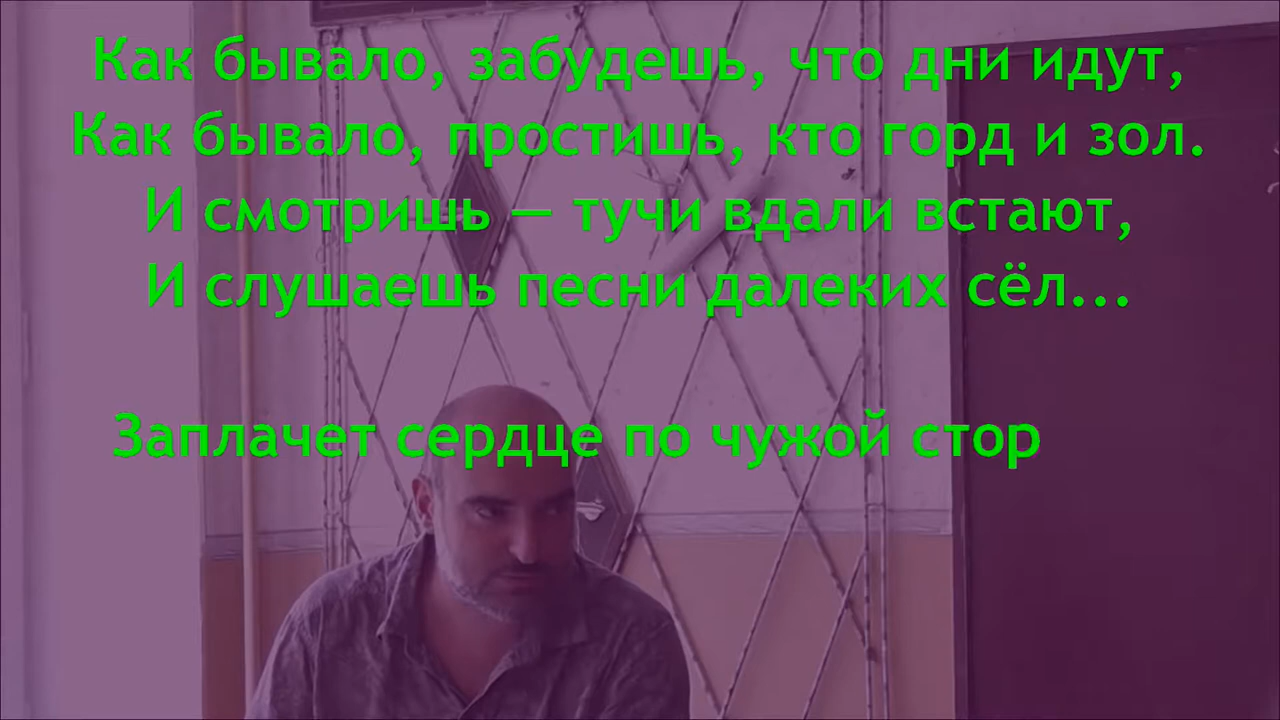 Как бывало, забудешь, что дни идут,
Как бывало, простишь, кто горд и зол.
И смотришь — тучи вдали встают,
И слушаешь песни далеких сёл...
Заплачет сердце по чужой стор